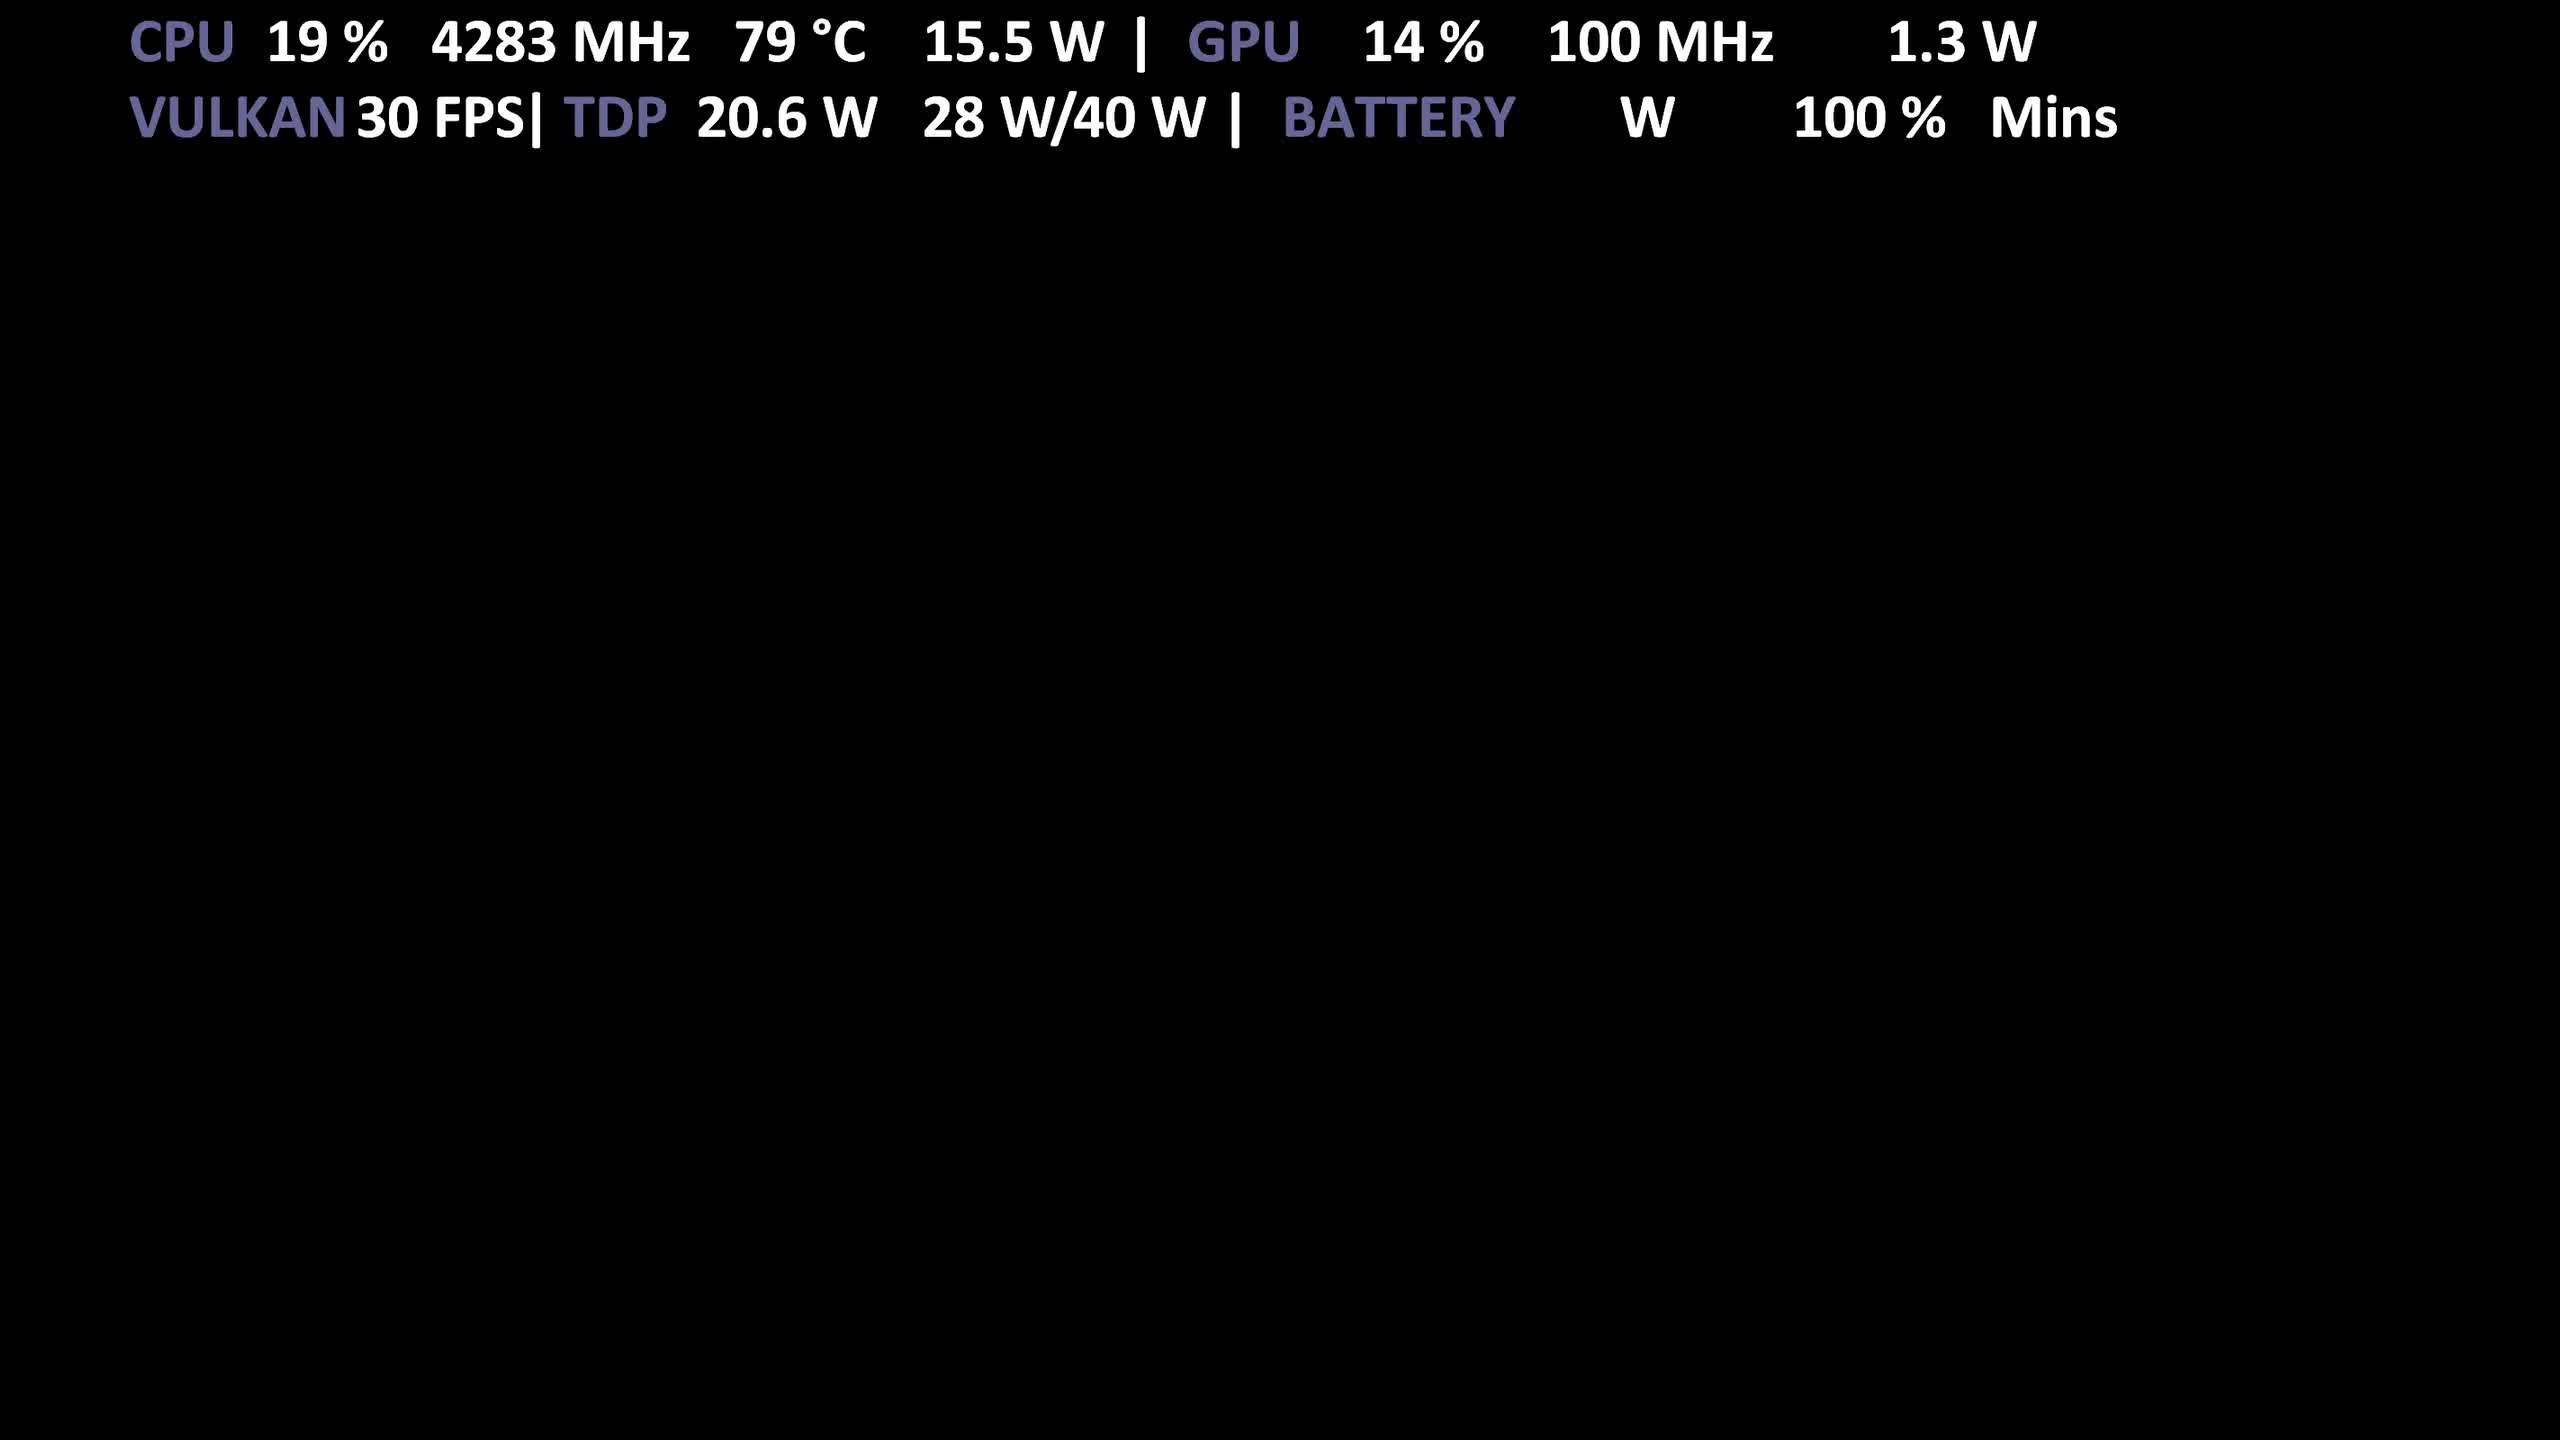 CPU 19 % 4283 MHz 79 °C 15.5 W | GPU 14 % 100 MHz 1.3 W
VULKAN 30 FPS| TDP 20.6 W 28 W/40 W | BATTERY W 100 % Mins